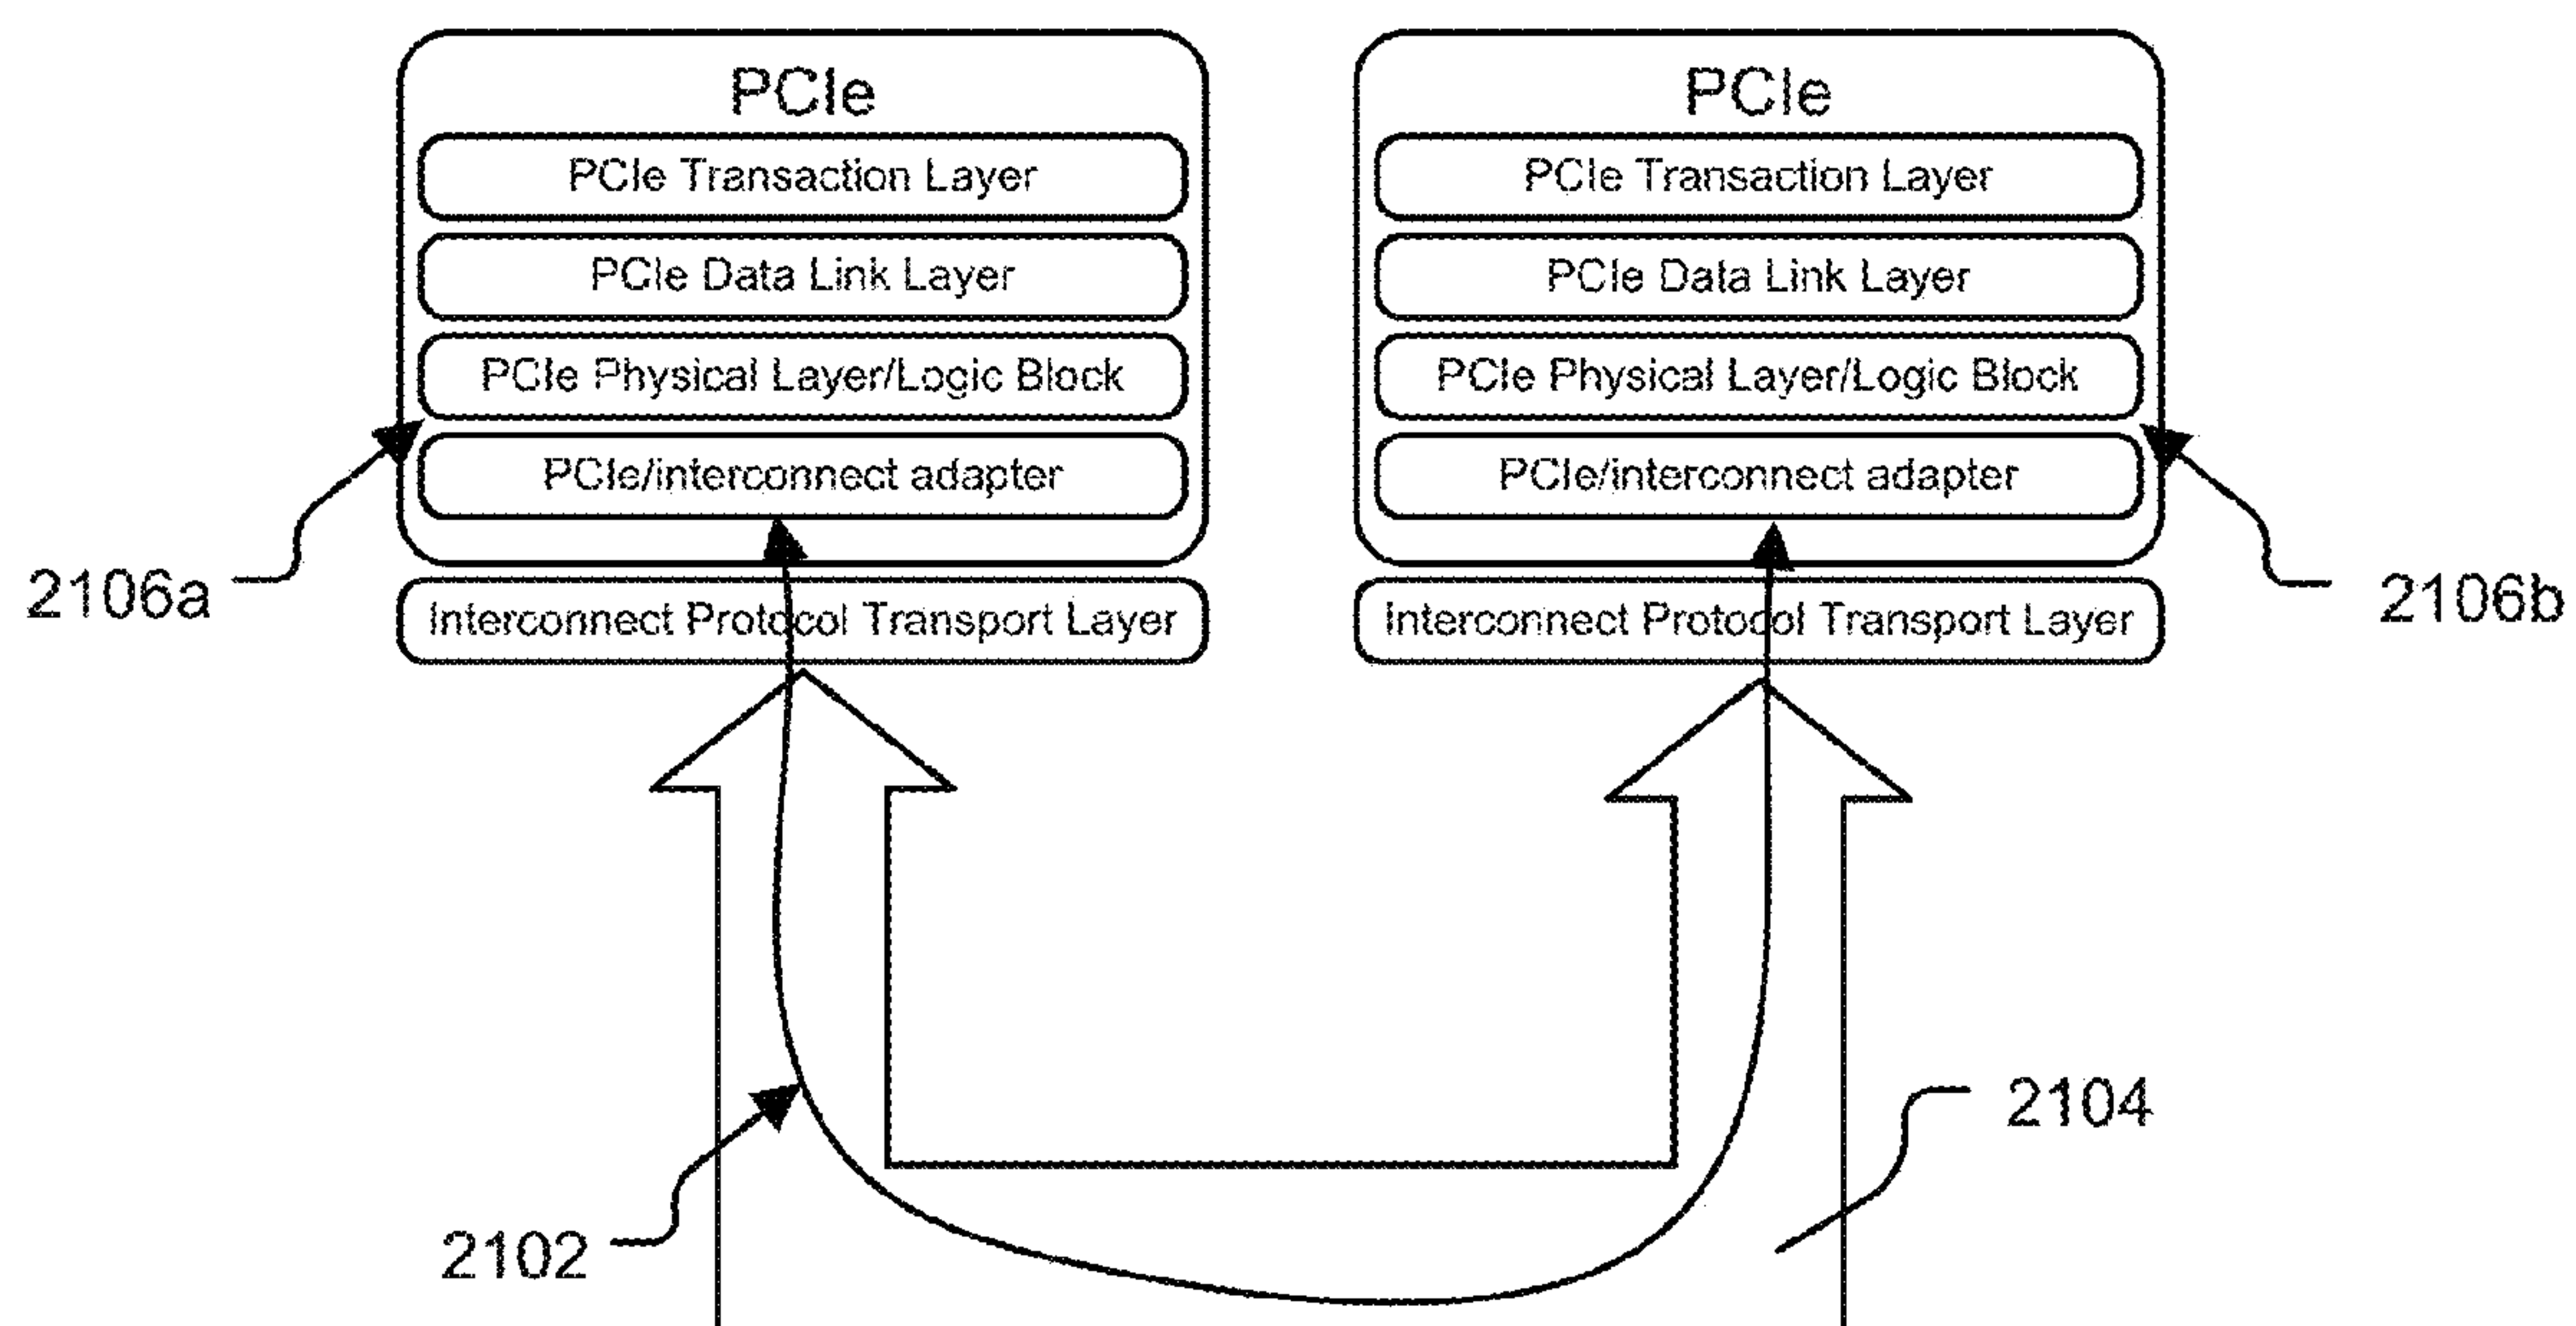 PCIe
PCIe Transaction Layer
PCIe Data Link Layer
PCIe Physical Layer/Logic Block
PCIe/interconnect adapter
Interconnect Protocol Transport Layer
2106a
PCIe
PCIe Transaction Layer
PCIe Data Link Layer
PCIe Physical Layer/Logic Block
PCIe/interconnect adapter
Interconnect Protocol Transport Layer
2106b
2102
2104